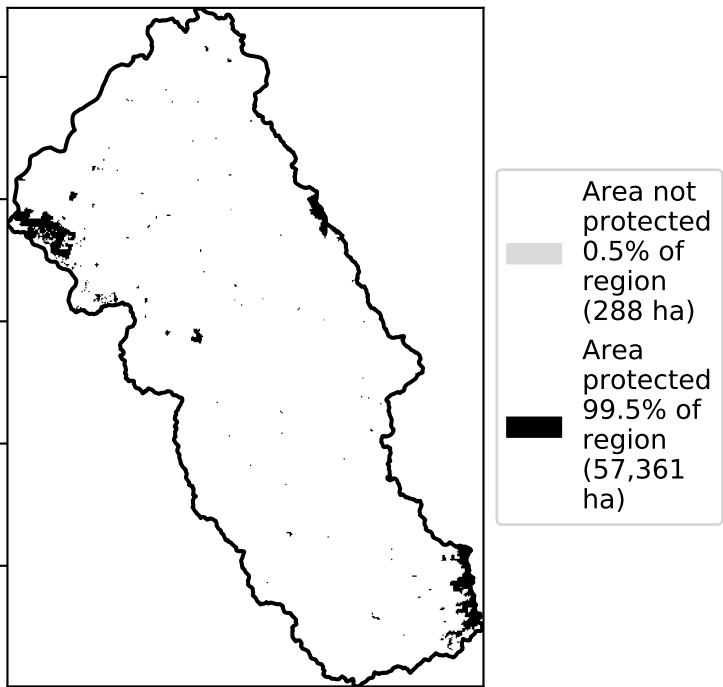 Area not
protected
0.5% of
region
(288 ha)
Area
protected
99.5% of
region
(57,361
ha)